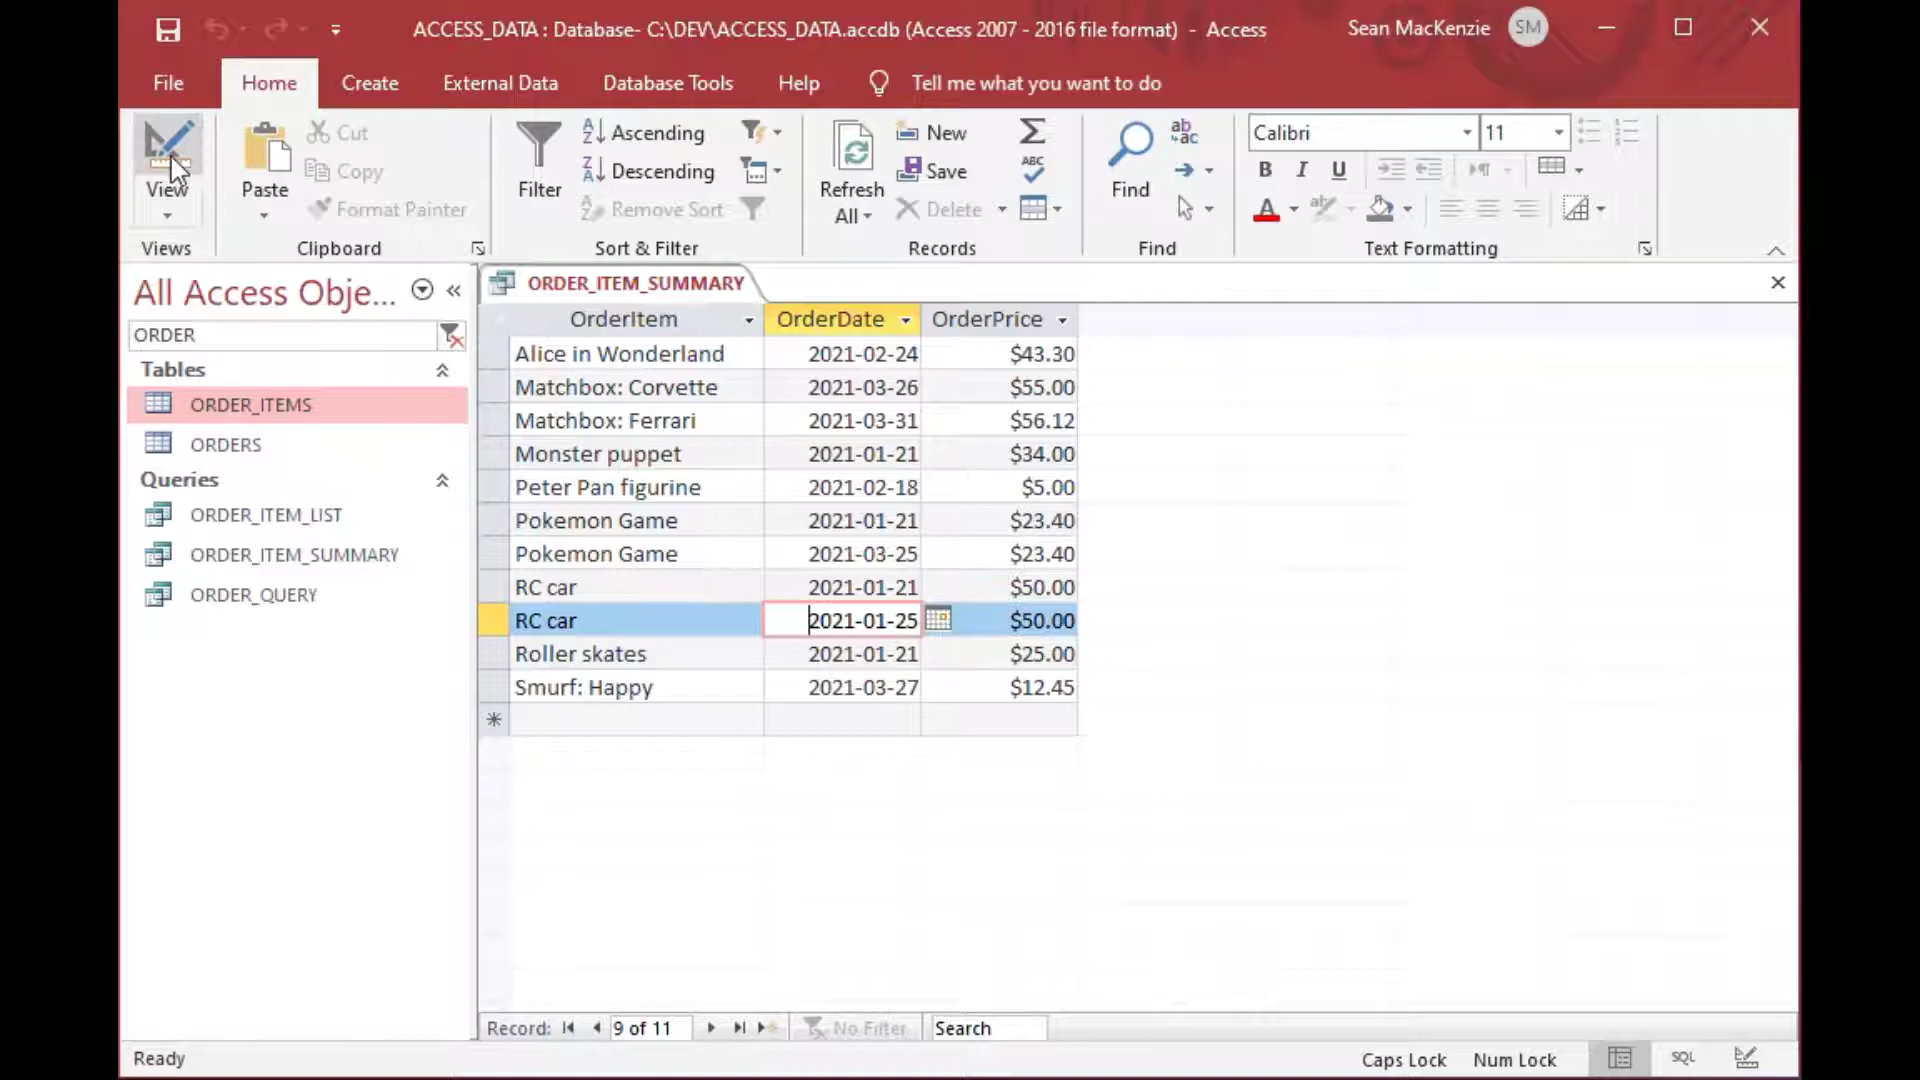 ACCESS_DATA : Database- C:\DEV\ACCESS_DATA.accdb (Access 2007 - 2016 file format) - Access
Sean MacKenzie SM
File Home Create External Data Database Tools Help Tell me what you want to do
View
Views
Paste
Cut
Copy
Format Painter
Clipboard
Filter
Ascending
Descending
Remove Sort
Sort & Filter
Refresh
All
New
Save
Delete
Records
Find
Find
Calibri 11
B I U
Text Formatting
All Access Obje...
ORDER
Tables
ORDER_ITEMS
ORDERS
Queries
ORDER_ITEM_LIST
ORDER_ITEM_SUMMARY
ORDER_QUERY
ORDER_ITEM_SUMMARY
OrderItem OrderDate OrderPrice
Alice in Wonderland 2021-02-24 $43.30
Matchbox: Corvette 2021-03-26 $55.00
Matchbox: Ferrari 2021-03-31 $56.12
Monster puppet 2021-01-21 $34.00
Peter Pan figurine 2021-02-18 $5.00
Pokemon Game 2021-01-21 $23.40
Pokemon Game 2021-03-25 $23.40
RC car 2021-01-21 $50.00
RC car 2021-01-25 $50.00
Roller skates 2021-01-21 $25.00
Smurf: Happy 2021-03-27 $12.45
Record: 9 of 11 No Filter Search
Ready
Caps Lock Num Lock SQL